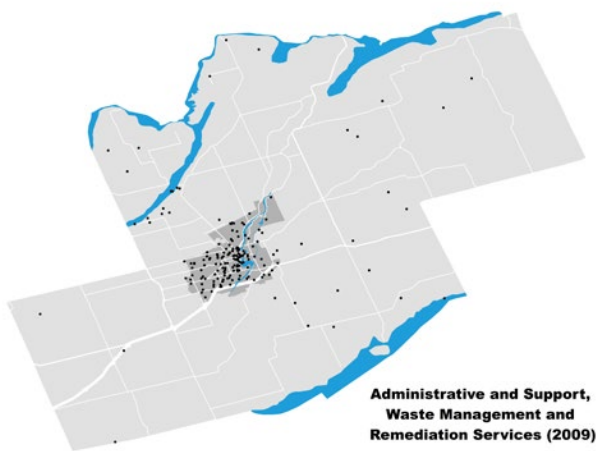 Administrative and Support,
Waste Management and
Remediation Services (2009)